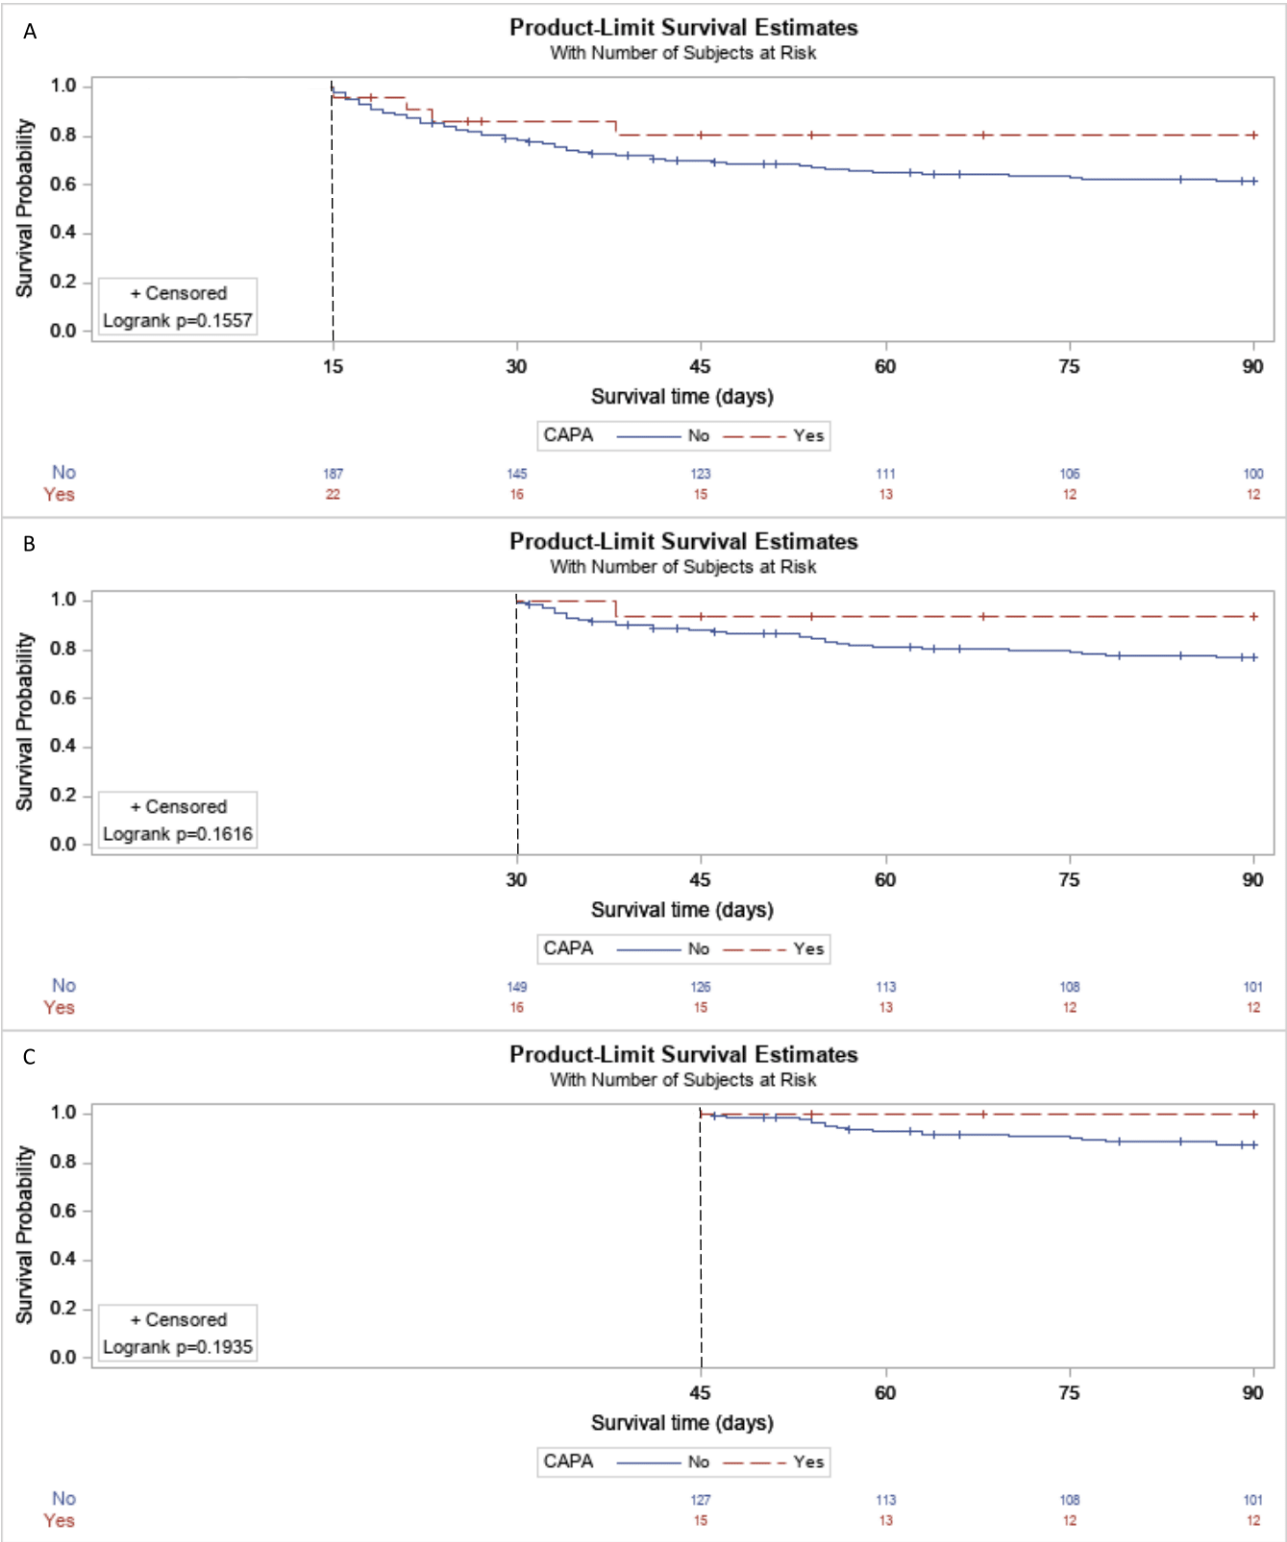 A
Product-Limit Survival Estimates
With Number of Subjects at Risk
1.0
0.8
0.6
0.4
0.2
0.0
Survival Probability
+ Censored
Logrank p=0.1557
15 30 45 60 75 90
Survival time (days)
CAPA No Yes
No 187 145 123 111 106 100
Yes 22 16 15 13 12 12
B
Product-Limit Survival Estimates
With Number of Subjects at Risk
1.0
0.8
0.6
0.4
0.2
0.0
Survival Probability
+ Censored
Logrank p=0.1616
30 45 60 75 90
Survival time (days)
CAPA No Yes
No 149 126 113 108 101
Yes 16 15 13 12 12
C
Product-Limit Survival Estimates
With Number of Subjects at Risk
1.0
0.8
0.6
0.4
0.2
0.0
Survival Probability
+ Censored
Logrank p=0.1935
45 60 75 90
Survival time (days)
CAPA No Yes
No 127 113 108 101
Yes 15 13 12 12